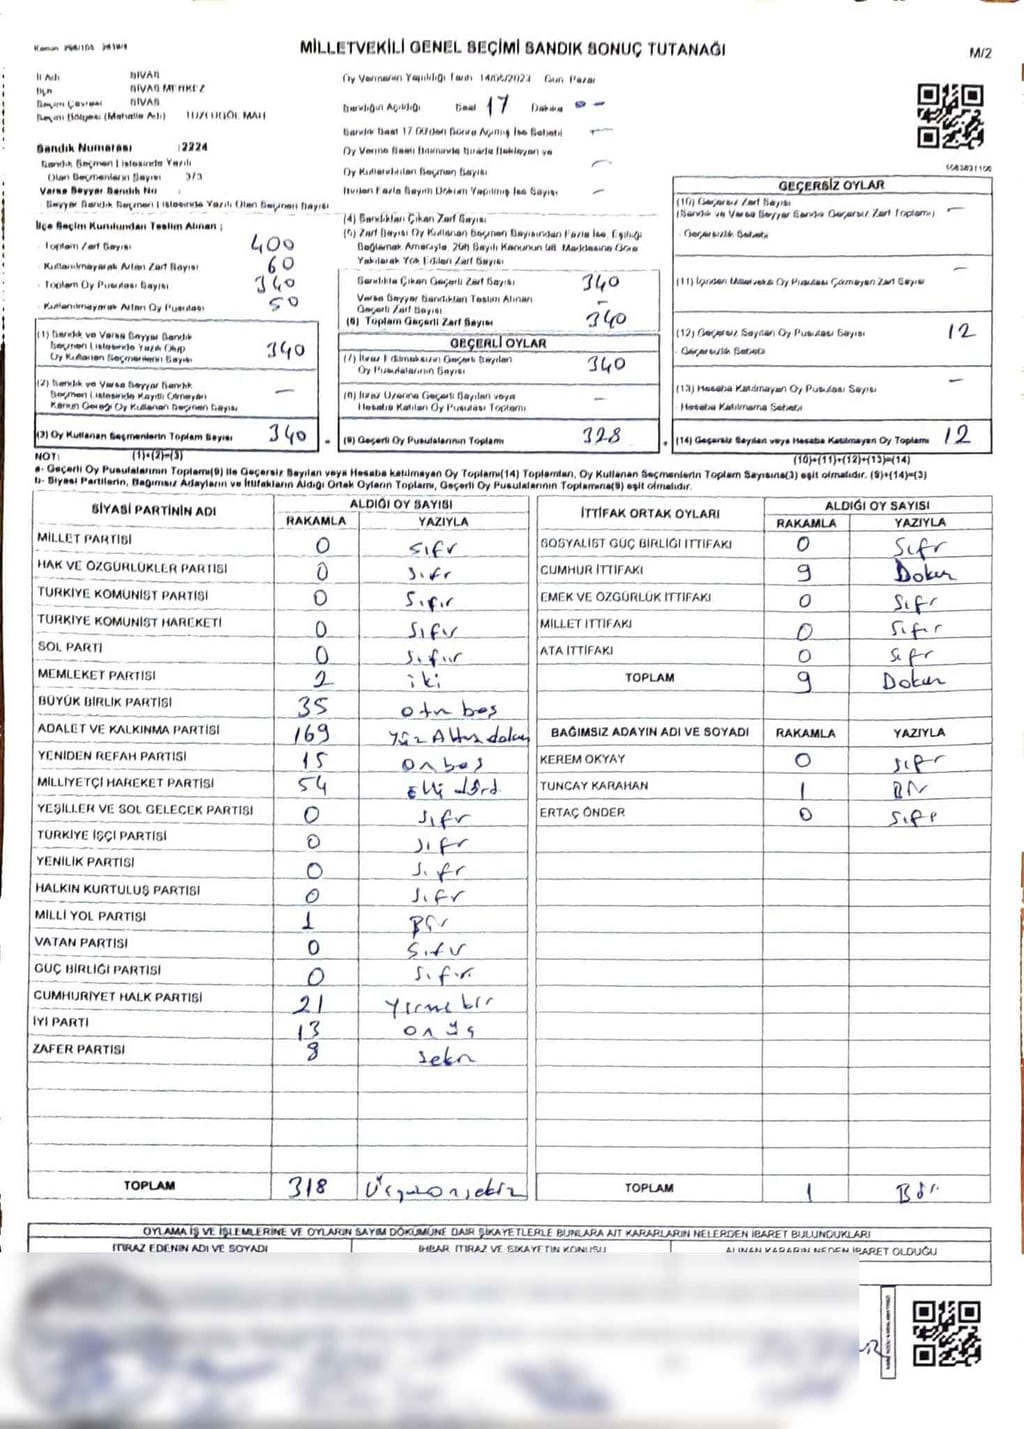 MİLLETVEKİLİ GENEL SEÇİMİ SANDIK SONUÇ TUTANAĞI
M/2
İl Adı SİVAS
İlçe SİVAS MERKEZ
Seçim Çevresi SİVAS
Seçim Bölgesi (Mahalle Adı)
Oy Vermenin Yapıldığı Tarih 14/05/2023 Gün Pazar
Sandığın Açıldığı Saat 17 Dakika
Sandık Saat 17.00'den Sonra Açılmış İse Sebebi —
Sandık Numarası :2224
Sandık Seçmen Listesinde Yazılı
Olan Seçmenlerin Sayısı 373
Varsa Seyyar Sandık No :
Seyyar Sandık Seçmen Listesinde Yazılı Olan Seçmen Sayısı
Oy Kullandırılan Seçmen Sayısı —
Birden Fazla Sayım Döküm Yapılmış İse Sayısı —
İlçe Seçim Kurulundan Teslim Alınan :
- Toplam Zarf Sayısı 400
- Kullanılmayarak Artan Zarf Sayısı 60
- Toplam Oy Pusulası Sayısı 340
- Kullanılmayarak Artan Oy Pusulası 50
(1) Sandık ve Varsa Seyyar Sandık
Seçmen Listesinde Yazılı Olup
Oy Kullanan Seçmenlerin Sayısı 340
(2) Sandık ve Varsa Seyyar Sandık
Seçmen Listesinde Kayıtlı Olmayan
Kanun Gereği Oy Kullanan Seçmen Sayısı —
(3) Oy Kullanan Seçmenlerin Toplam Sayısı 340
(4) Sandıktan Çıkan Zarf Sayısı
(5) Zarf Sayısı Oy Kullanan Seçmen Sayısından Fazla İse, Eşitliği
Sağlamak Amacıyla, 298 Sayılı Kanunun 98. Maddesine Göre
Yakılarak Yok Edilen Zarf Sayısı
Sandıkta Çıkan Geçerli Zarf Sayısı 340
Varsa Seyyar Sandıktan Teslim Alınan
Geçerli Zarf Sayısı —
(6) Toplam Geçerli Zarf Sayısı 340
GEÇERLİ OYLAR
(7) İtiraz Edilmeksizin Geçerli Sayılan
Oy Pusulalarının Sayısı 340
(8) İtiraz Üzerine Geçerli Sayılan veya
Hesaba Katılan Oy Pusulası Toplamı —
(9) Geçerli Oy Pusulalarının Toplamı 328
GEÇERSİZ OYLAR
(10) Geçersiz Zarf Sayısı
(Sandık ve Varsa Seyyar Sandık Geçersiz Zarf Toplamı) —
- Geçersizlik Sebebi
(11) İçinden Milletvekili Oy Pusulası Çıkmayan Zarf Sayısı —
(12) Geçersiz Sayılan Oy Pusulası Sayısı 12
- Geçersizlik Sebebi
(13) Hesaba Katılmayan Oy Pusulası Sayısı —
Hesaba Katılmama Sebebi
(14) Geçersiz Sayılan veya Hesaba Katılmayan Oy Toplamı 12
NOT: (1)+(2)=(3)
(10)+(11)+(12)+(13)=(14)
a- Geçerli Oy Pusulalarının Toplamı(9) ile Geçersiz Sayılan veya Hesaba katılmayan Oy Toplamı(14) Toplamları, Oy Kullanan Seçmenlerin Toplam Sayısına(3) eşit olmalıdır. (9)+(14)=(3)
b- Siyasi Partilerin, Bağımsız Adayların ve İttifakların Aldığı Ortak Oyların Toplamı, Geçerli Oy Pusulalarının Toplamına(9) eşit olmalıdır.
SİYASİ PARTİNİN ADI ALDIĞI OY SAYISI
RAKAMLA YAZIYLA
MİLLET PARTİSİ 0 sıfr
HAK VE ÖZGÜRLÜKLER PARTİSİ 0 sıfr
TÜRKİYE KOMÜNİST PARTİSİ 0 sıfır
TÜRKİYE KOMÜNİST HAREKETİ 0 sıfır
SOL PARTİ 0 sıfır
MEMLEKET PARTİSİ 2 iki
BÜYÜK BİRLİK PARTİSİ 35 otuz beş
ADALET VE KALKINMA PARTİSİ 169 Yüz Altmış dokuz
YENİDEN REFAH PARTİSİ 15 onbeş
MİLLİYETÇİ HAREKET PARTİSİ 54 Elli dört
YEŞİLLER VE SOL GELECEK PARTİSİ 0 sıfr
TÜRKİYE İŞÇİ PARTİSİ 0 sıfr
YENİLİK PARTİSİ 0 sıfr
HALKIN KURTULUŞ PARTİSİ 0 sıfr
MİLLİ YOL PARTİSİ 1 Bir
VATAN PARTİSİ 0 sıfır
GÜÇ BİRLİĞİ PARTİSİ 0 sıfır
CUMHURİYET HALK PARTİSİ 21 yirmi bir
İYİ PARTİ 13 on üç
ZAFER PARTİSİ 8 sekiz
TOPLAM 318 Üçyüzonsekiz
İTTİFAK ORTAK OYLARI ALDIĞI OY SAYISI
RAKAMLA YAZIYLA
SOSYALİST GÜÇ BİRLİĞİ İTTİFAKI 0 sıfr
CUMHUR İTTİFAKI 9 Dokuz
EMEK VE ÖZGÜRLÜK İTTİFAKI 0 sıfr
MİLLET İTTİFAKI 0 sıfır
ATA İTTİFAKI 0 sıfr
TOPLAM 9 Dokuz
BAĞIMSIZ ADAYIN ADI VE SOYADI RAKAMLA YAZIYLA
KEREM OKYAY 0 sıfr
TUNCAY KARAHAN 1 Bir
ERTAÇ ÖNDER 0 sıfr
TOPLAM 1 Bir
OYLAMA İŞ VE İŞLEMLERİNE VE OYLARIN SAYIM DÖKÜMÜNE DAİR ŞİKAYETLERLE BUNLARA AİT KARARLARIN NELERDEN İBARET BULUNDUKLARI
İTİRAZ EDENİN ADI VE SOYADI
İHBAR, İTİRAZ VE ŞİKAYETİN KONUSU
ALINAN KARARIN NEDEN İBARET OLDUĞU